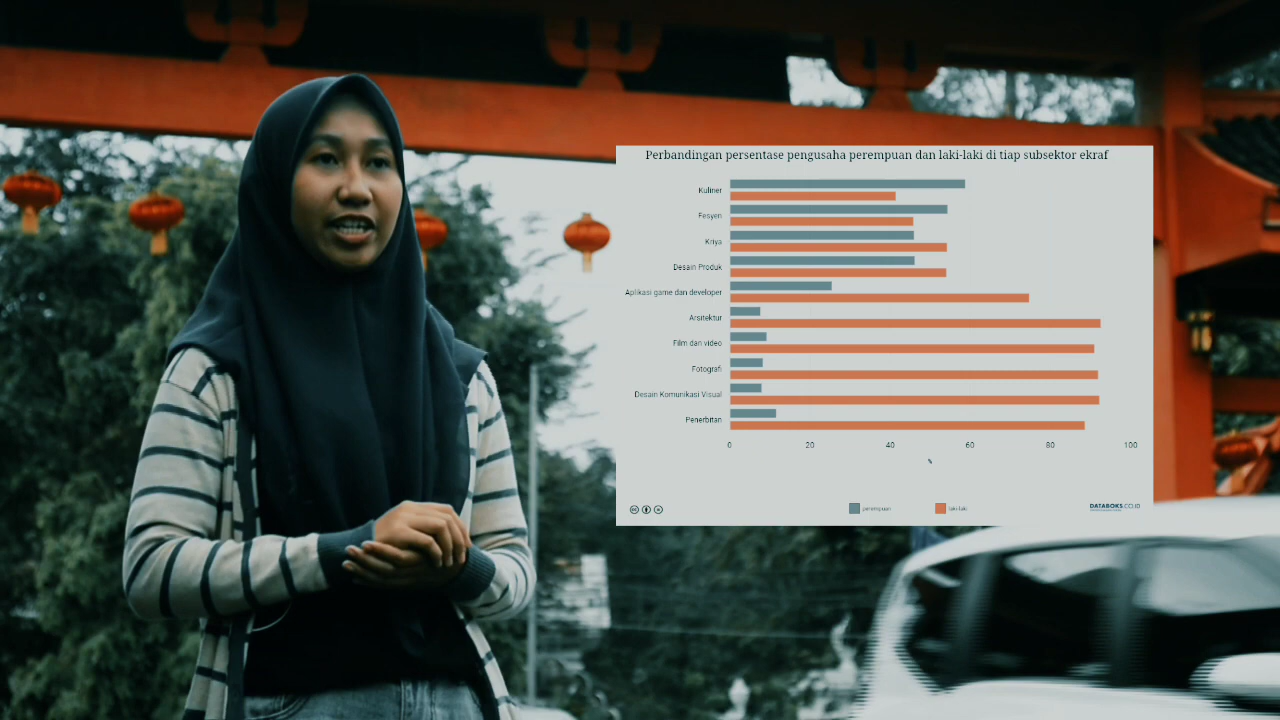 Perbandingan persentase pengusaha perempuan dan laki-laki di tiap subsektor ekraf
Kuliner
Fesyen
Kriya
Desain Produk
Aplikasi game dan developer
Arsitektur
Film dan video
Fotografi
Desain Komunikasi Visual
Penerbitan
0 20 40 60 80 100
%
perempuan laki-laki
DATABOKS.CO.ID